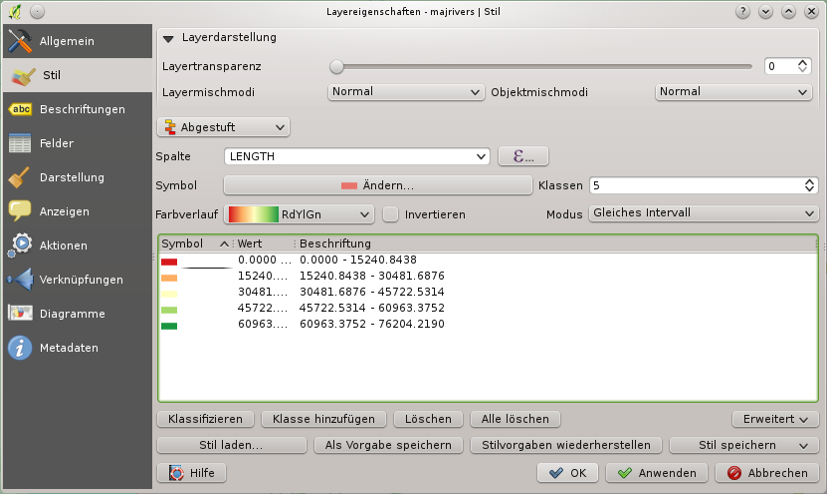 Layereigenschaften - majrivers | Stil
Allgemein
Stil
abc Beschriftungen
Felder
Darstellung
Anzeigen
Aktionen
Verknüpfungen
Diagramme
Metadaten
Layerdarstellung
Layertransparenz 0
Layermischmodi Normal Objektmischmodi Normal
Abgestuft
Spalte LENGTH ε...
Symbol Ändern... Klassen 5
Farbverlauf RdYlGn Invertieren Modus Gleiches Intervall
Symbol Wert Beschriftung
0.0000 ... 0.0000 - 15240.8438
15240.... 15240.8438 - 30481.6876
30481.... 30481.6876 - 45722.5314
45722.... 45722.5314 - 60963.3752
60963.... 60963.3752 - 76204.2190
Klassifizieren Klasse hinzufügen Löschen Alle löschen Erweitert
Stil laden... Als Vorgabe speichern Stilvorgaben wiederherstellen Stil speichern
Hilfe OK Anwenden Abbrechen